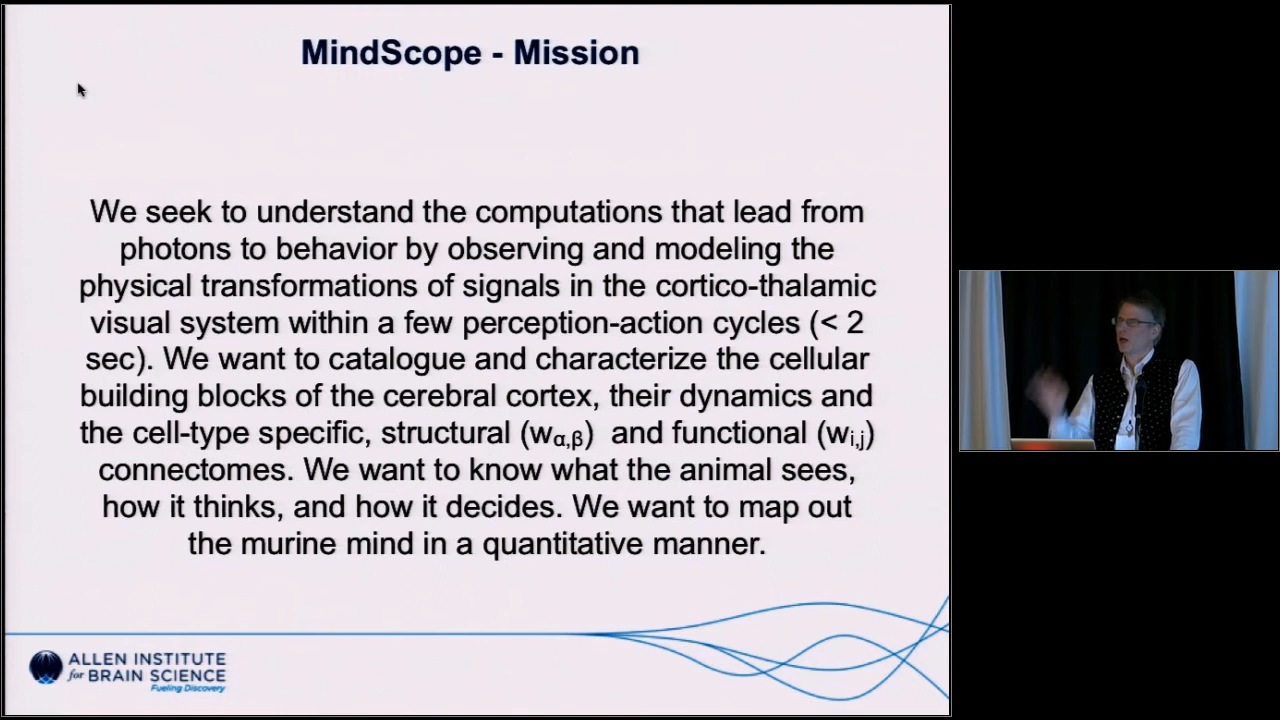 MindScope - Mission
We seek to understand the computations that lead from
photons to behavior by observing and modeling the
physical transformations of signals in the cortico-thalamic
visual system within a few perception-action cycles (< 2
sec). We want to catalogue and characterize the cellular
building blocks of the cerebral cortex, their dynamics and
the cell-type specific, structural (wα,β) and functional (wi,j)
connectomes. We want to know what the animal sees,
how it thinks, and how it decides. We want to map out
the murine mind in a quantitative manner.
ALLEN INSTITUTE
for BRAIN SCIENCE
Fueling Discovery